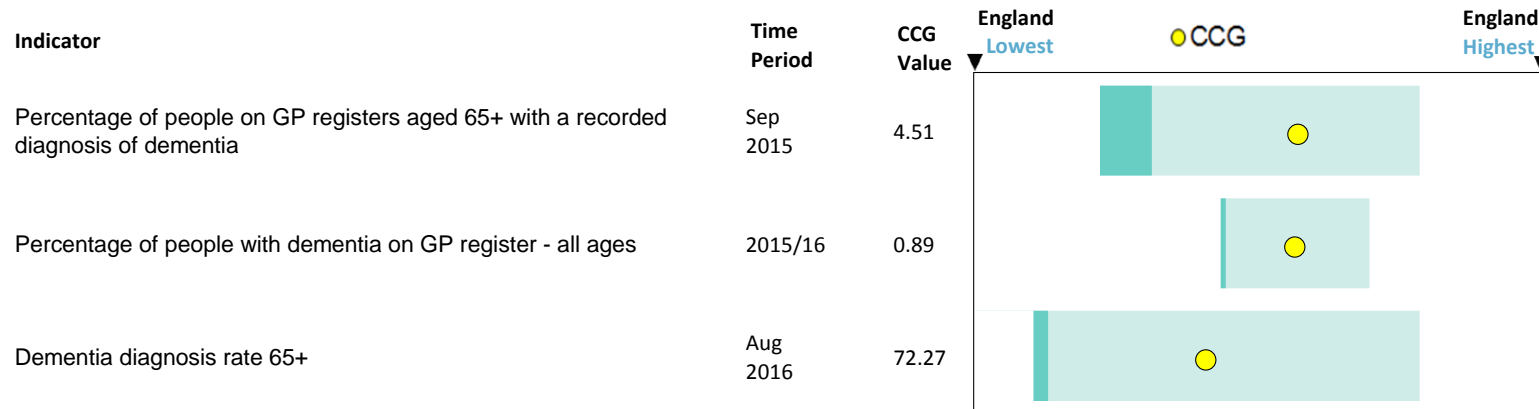 Indicator
Time
Period
CCG
Value
England
Lowest
CCG
England
Highest
Percentage of people on GP registers aged 65+ with a recorded
diagnosis of dementia
Sep
2015
4.51
Percentage of people with dementia on GP register - all ages
2015/16
0.89
Dementia diagnosis rate 65+
Aug
2016
72.27